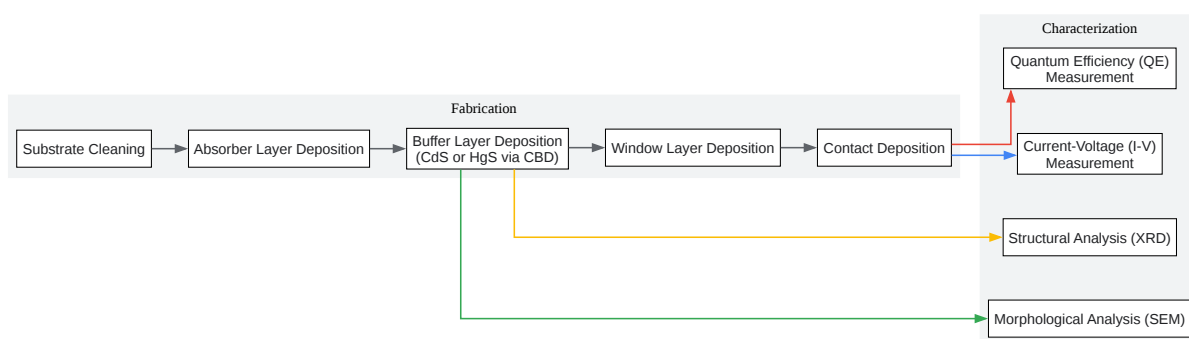 Characterization
Quantum Efficiency (QE)
Measurement
Fabrication
Substrate Cleaning
Absorber Layer Deposition
Buffer Layer Deposition
(CdS or HgS via CBD)
Window Layer Deposition
Contact Deposition
Current-Voltage (I-V)
Measurement
Structural Analysis (XRD)
Morphological Analysis (SEM)